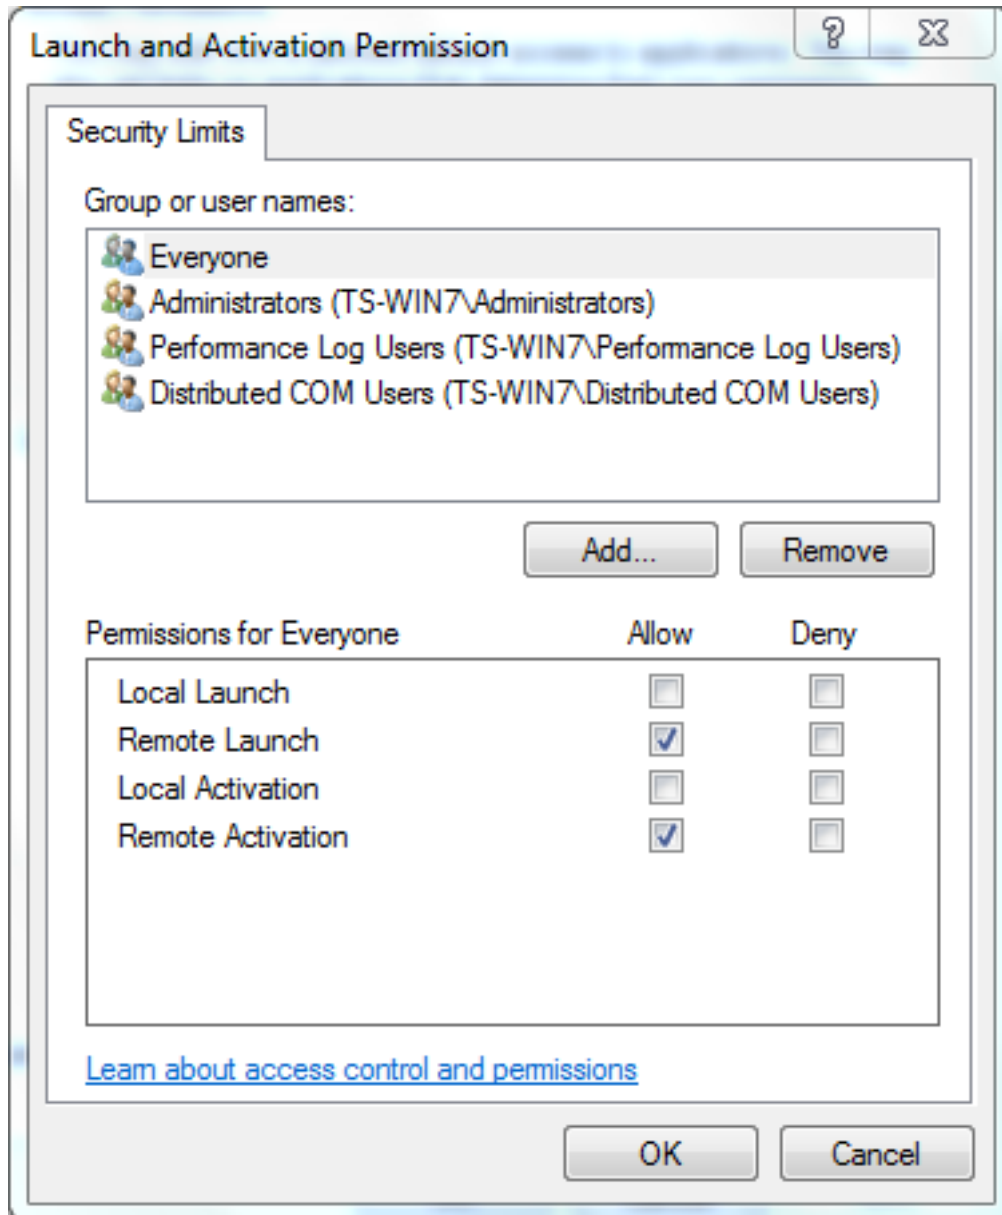 Launch and Activation Permission
Security Limits
Group or user names:
Everyone
Administrators (TS-WIN7\Administrators)
Performance Log Users (TS-WIN7\Performance Log Users)
Distributed COM Users (TS-WIN7\Distributed COM Users)
Add... Remove
Permissions for Everyone Allow Deny
Local Launch
Remote Launch
Local Activation
Remote Activation
Learn about access control and permissions
OK Cancel